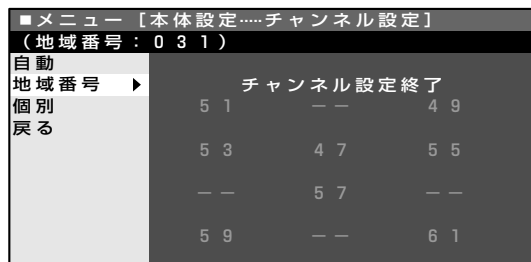 ■メニュー [本体設定……チャンネル設定]
(地域番号:031)
自動
地域番号 ▶
個別
戻る
チャンネル設定終了
51 −− 49
53 47 55
−− 57 −−
59 −− 61